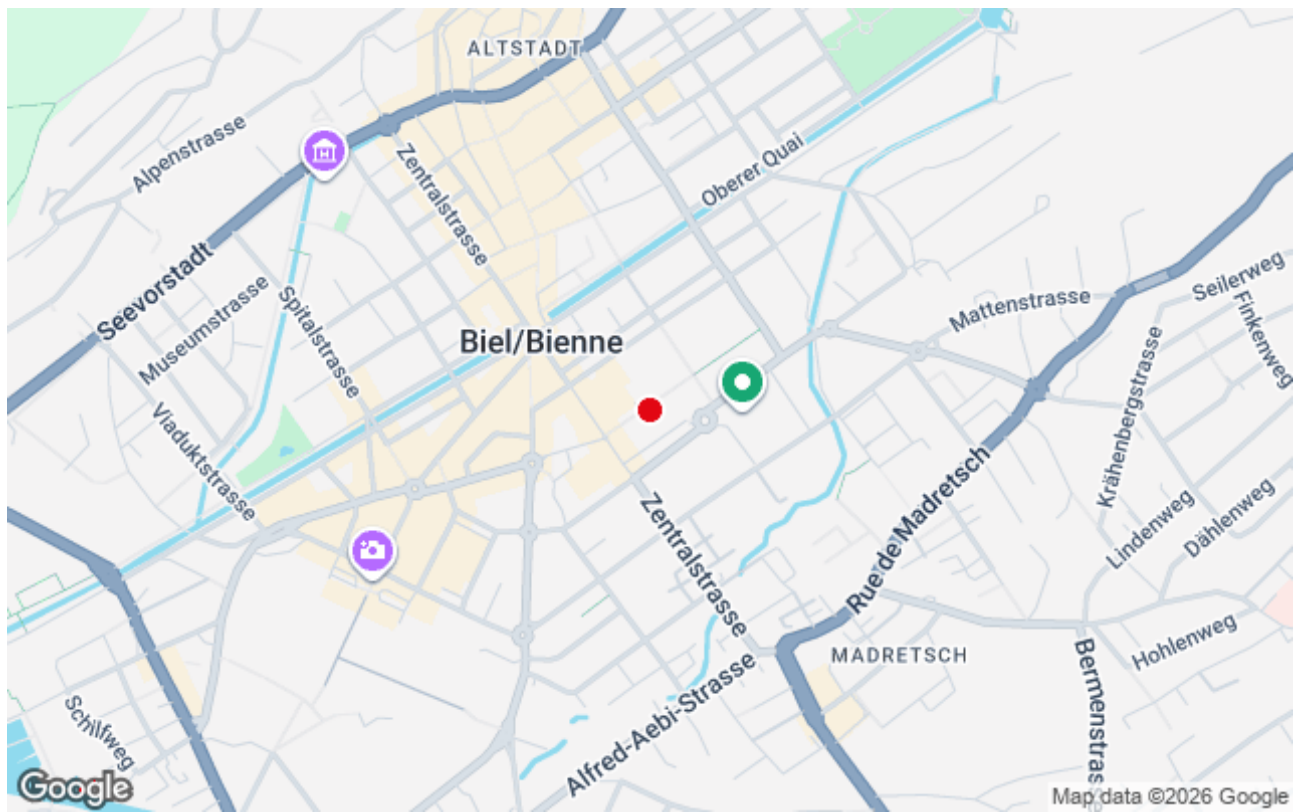 ALTSTADT
Alpenstrasse
Zentralstrasse
Oberer Quai
Seevorstadt
Museumstrasse
Spitalstrasse
Viaduktstrasse
Biel/Bienne
Mattenstrasse
Seilerweg
Finkenweg
Krähenbergstrasse
Lindenweg
Dählenweg
Rue de Madretsch
Zentralstrasse
MADRETSCH
Hohlenweg
Bermenstrass
Alfred-Aebi-Strasse
Schilfweg
Google
Map data ©2026 Google